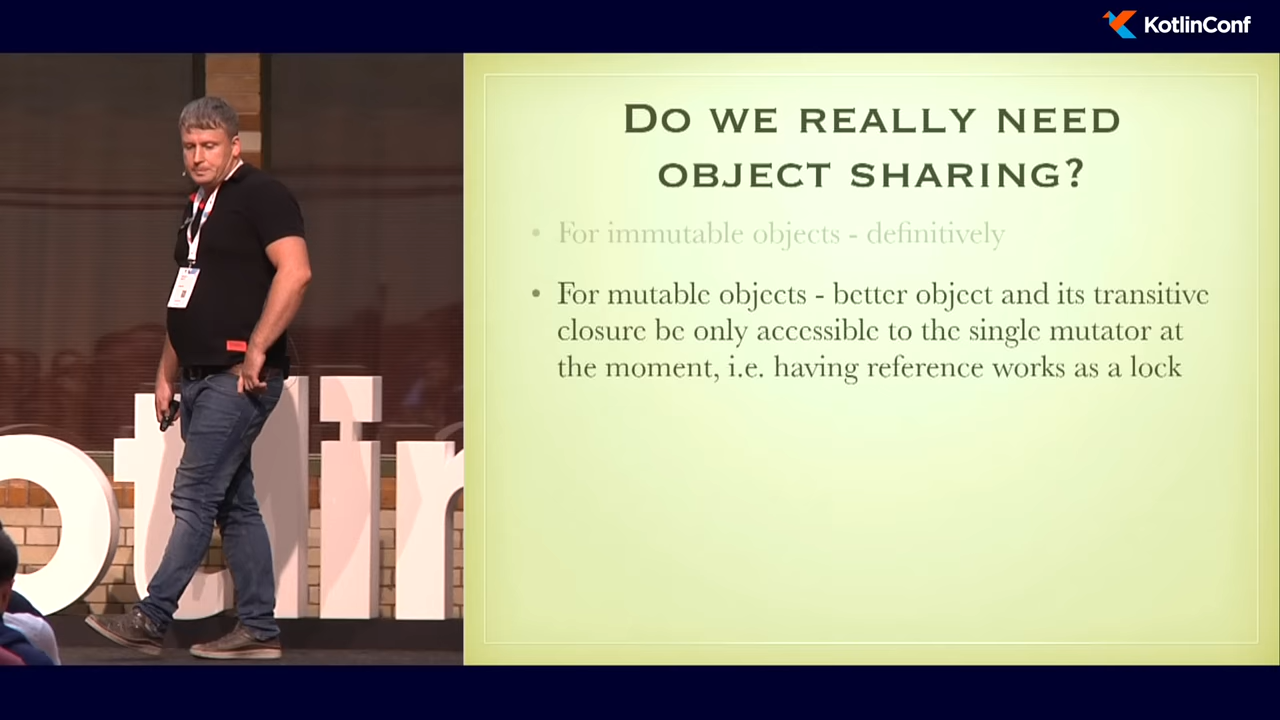 KotlinConf
Do we really need
object sharing?
• For immutable objects - definitively
• For mutable objects - better object and its transitive
closure be only accessible to the single mutator at
the moment, i.e. having reference works as a lock
otlin